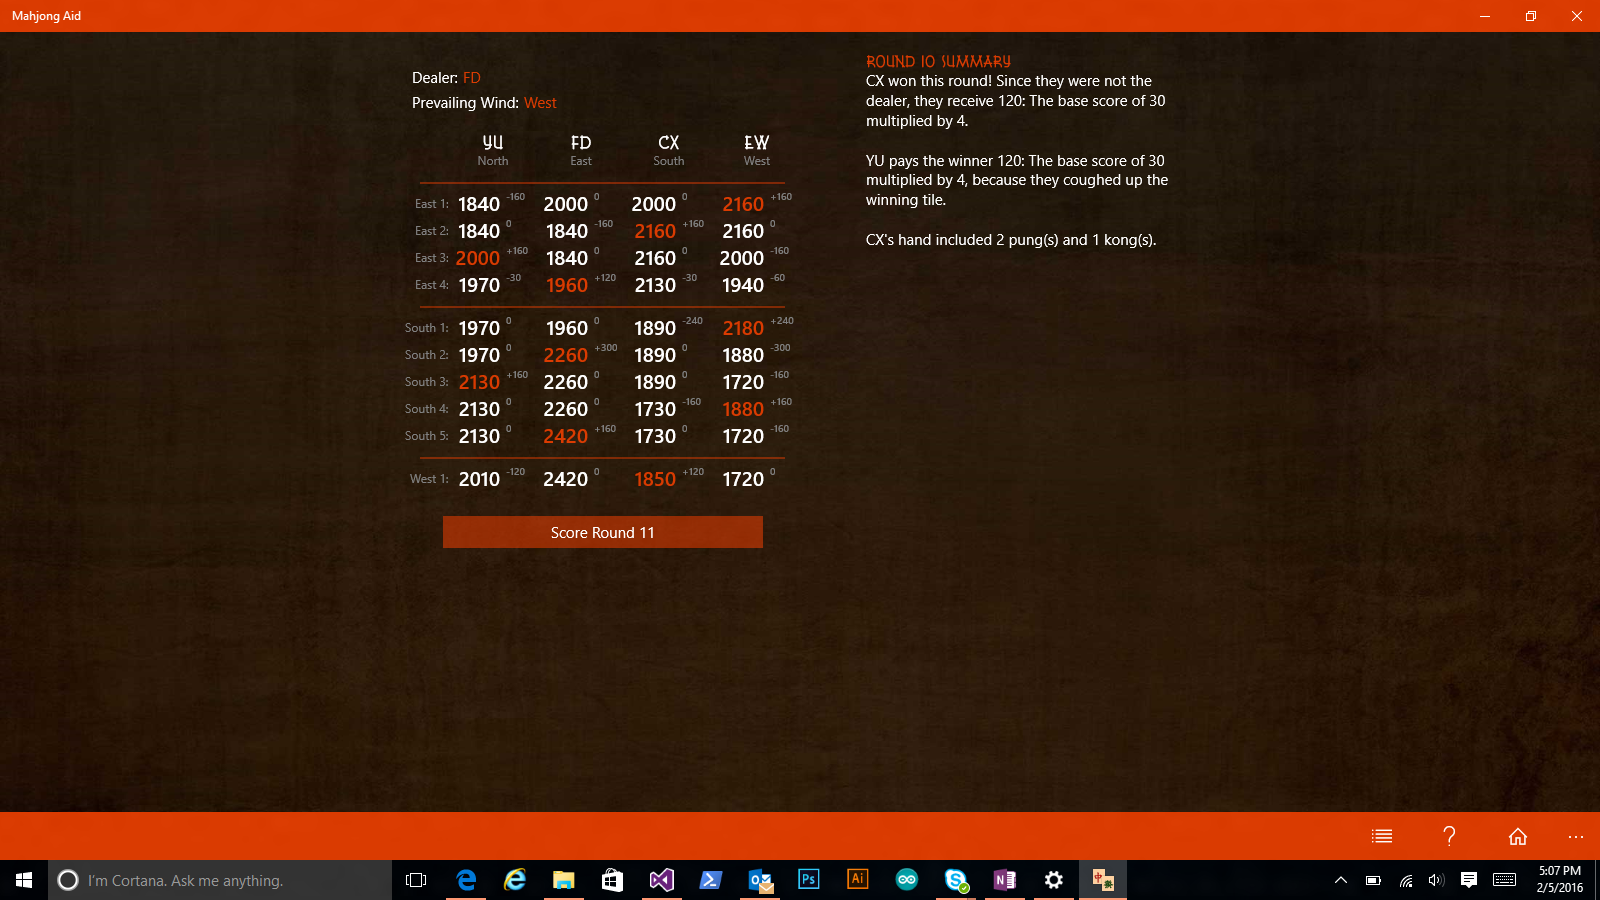 Mahjong Aid
Dealer: FD
Prevailing Wind: West
YU FD CX EW
North East South West
East 1: 1840 -160 2000 0 2000 0 2160 +160
East 2: 1840 0 1840 -160 2160 +160 2160 0
East 3: 2000 +160 1840 0 2160 0 2000 -160
East 4: 1970 -30 1960 +120 2130 -30 1940 -60
South 1: 1970 0 1960 0 1890 -240 2180 +240
South 2: 1970 0 2260 +300 1890 0 1880 -300
South 3: 2130 +160 2260 0 1890 0 1720 -160
South 4: 2130 0 2260 0 1730 -160 1880 +160
South 5: 2130 0 2420 +160 1730 0 1720 -160
West 1: 2010 -120 2420 0 1850 +120 1720 0
Score Round 11
ROUND 10 SUMMARY
CX won this round! Since they were not the
dealer, they receive 120: The base score of 30
multiplied by 4.
YU pays the winner 120: The base score of 30
multiplied by 4, because they coughed up the
winning tile.
CX's hand included 2 pung(s) and 1 kong(s).
I'm Cortana. Ask me anything.
Ps
Ai
5:07 PM
2/5/2016